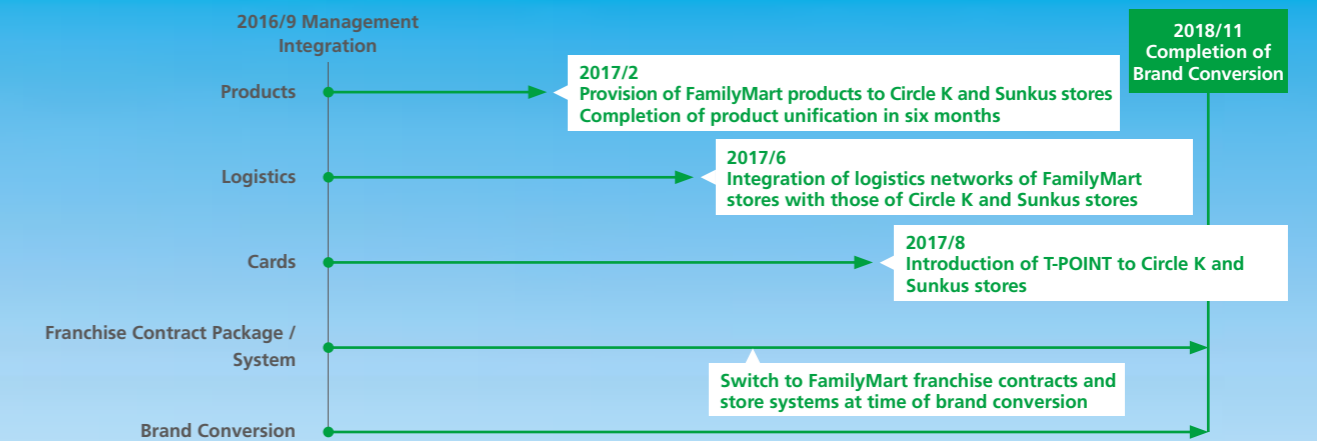 2016/9 Management
Integration
2018/11
Completion of
Brand Conversion
Products
2017/2
Provision of FamilyMart products to Circle K and Sunkus stores
Completion of product unification in six months
Logistics
2017/6
Integration of logistics networks of FamilyMart
stores with those of Circle K and Sunkus stores
Cards
2017/8
Introduction of T-POINT to Circle K and
Sunkus stores
Franchise Contract Package /
System
Switch to FamilyMart franchise contracts and
store systems at time of brand conversion
Brand Conversion